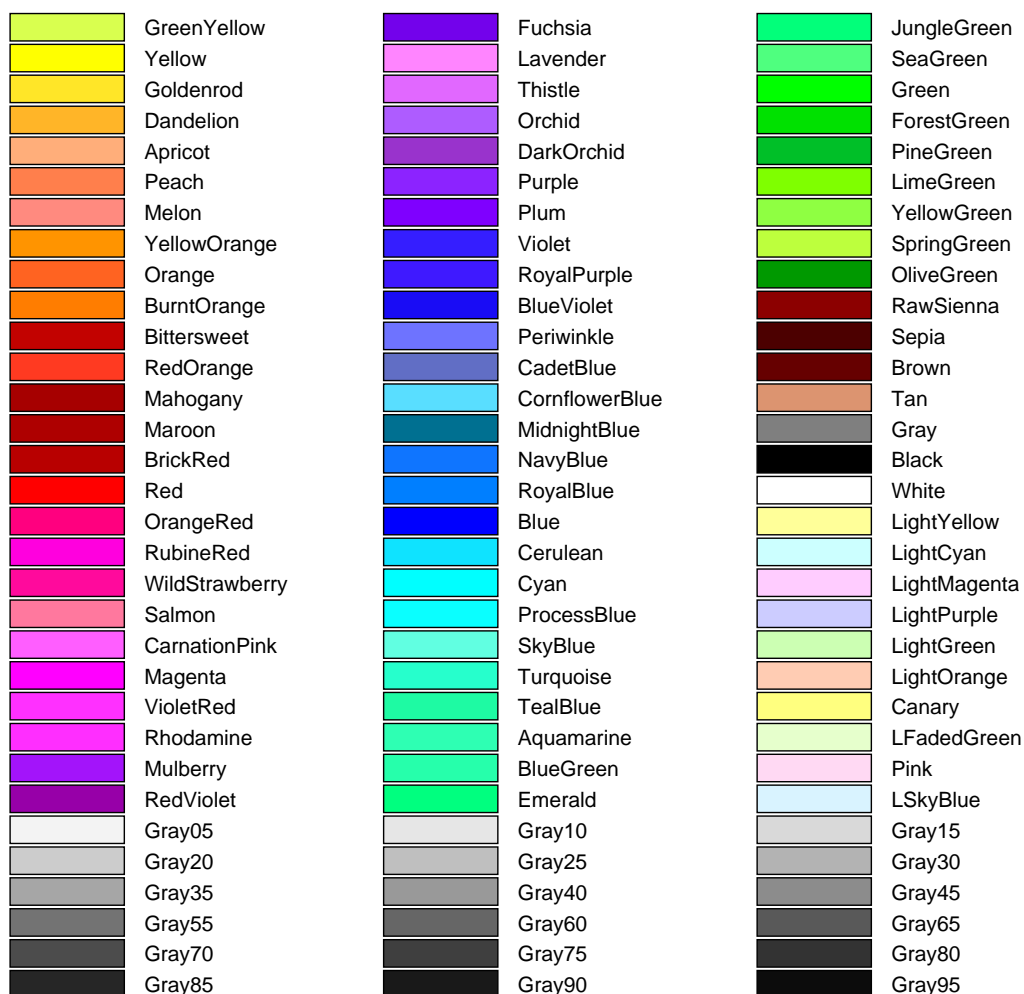 GreenYellow Fuchsia JungleGreen
Yellow Lavender SeaGreen
Goldenrod Thistle Green
Dandelion Orchid ForestGreen
Apricot DarkOrchid PineGreen
Peach Purple LimeGreen
Melon Plum YellowGreen
YellowOrange Violet SpringGreen
Orange RoyalPurple OliveGreen
BurntOrange BlueViolet RawSienna
Bittersweet Periwinkle Sepia
RedOrange CadetBlue Brown
Mahogany CornflowerBlue Tan
Maroon MidnightBlue Gray
BrickRed NavyBlue Black
Red RoyalBlue White
OrangeRed Blue LightYellow
RubineRed Cerulean LightCyan
WildStrawberry Cyan LightMagenta
Salmon ProcessBlue LightPurple
CarnationPink SkyBlue LightGreen
Magenta Turquoise LightOrange
VioletRed TealBlue Canary
Rhodamine Aquamarine LFadedGreen
Mulberry BlueGreen Pink
RedViolet Emerald LSkyBlue
Gray05 Gray10 Gray15
Gray20 Gray25 Gray30
Gray35 Gray40 Gray45
Gray55 Gray60 Gray65
Gray70 Gray75 Gray80
Gray85 Gray90 Gray95